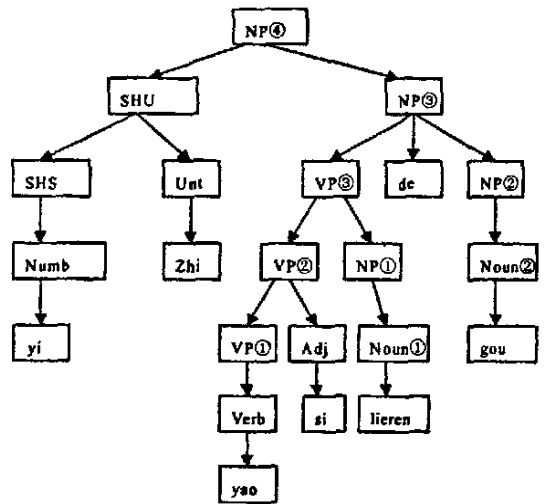 NP④
SHU NP③
SHS Unt VP③ de NP②
Numb Zhi VP② NP① Noun②
yi VP① Adj Noun① gou
Verb si lieren
yao